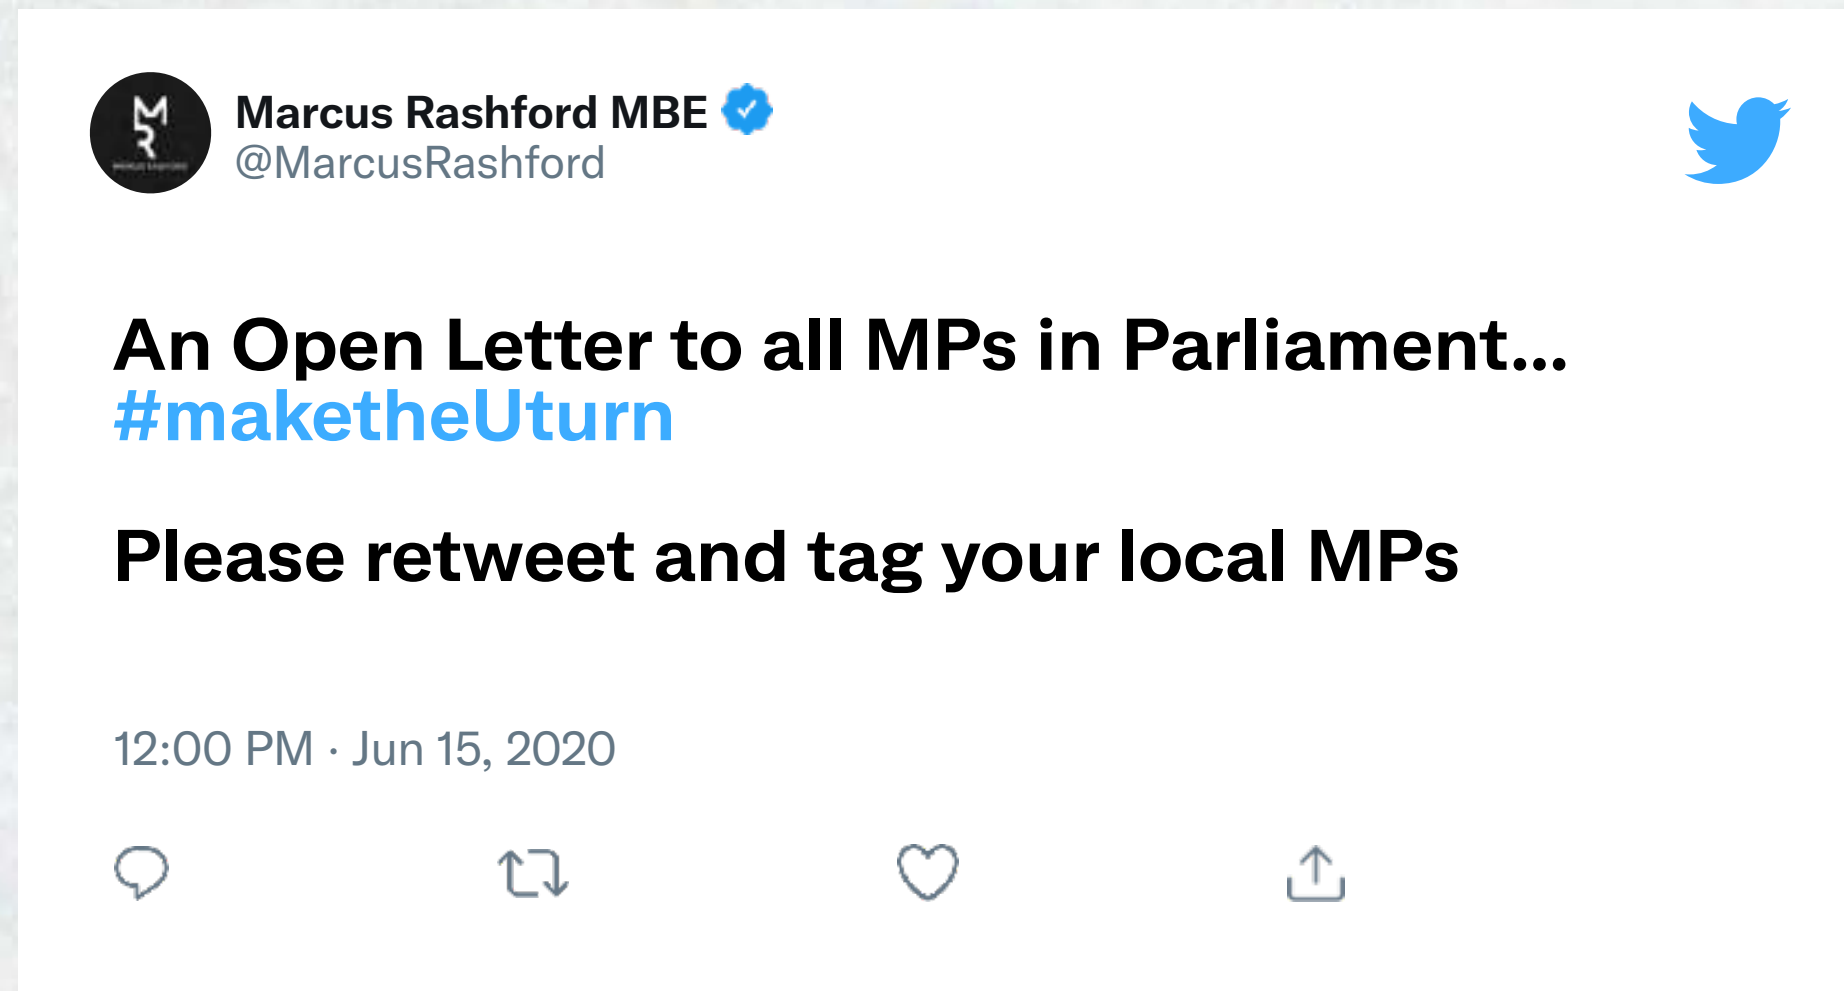 Marcus Rashford MBE
@MarcusRashford
An Open Letter to all MPs in Parliament...
#maketheUturn
Please retweet and tag your local MPs
12:00 PM · Jun 15, 2020